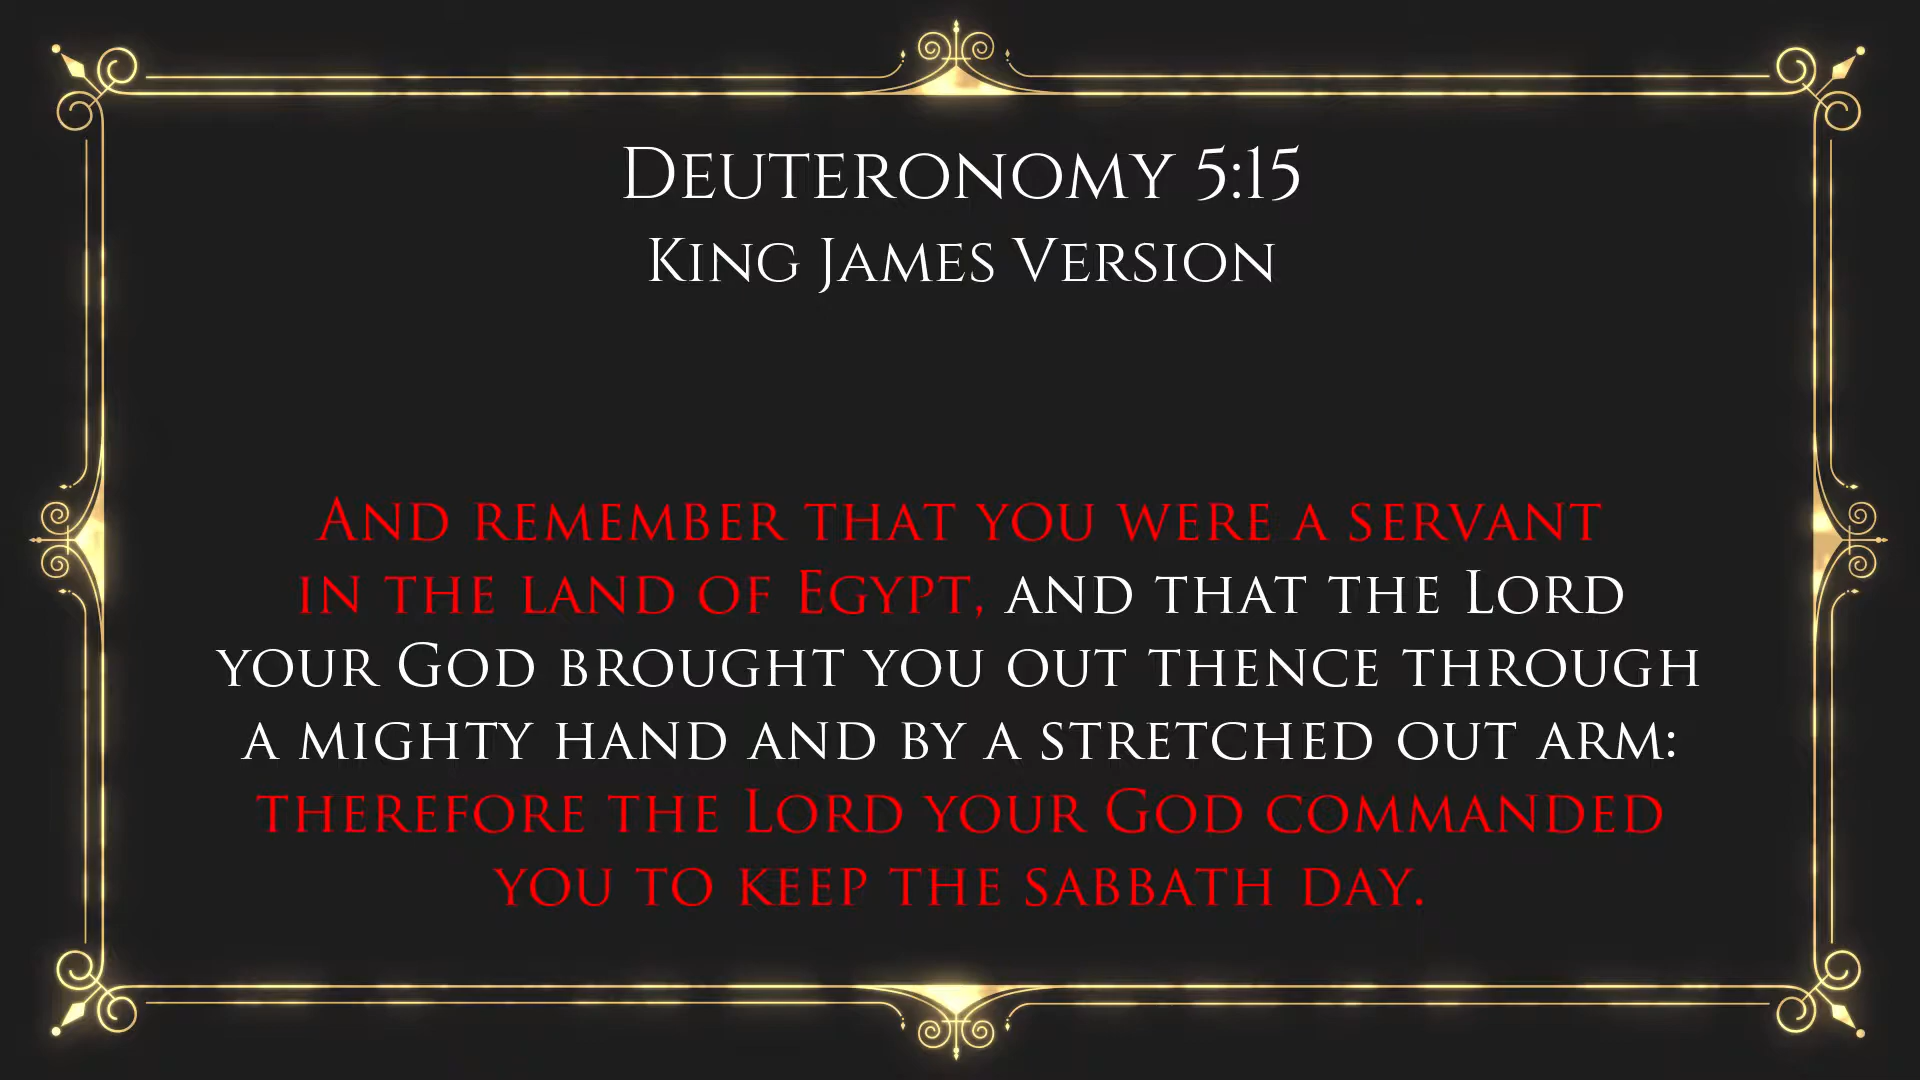 Deuteronomy 5:15
King James Version
And remember that you were a servant
in the land of Egypt, and that the Lord
your God brought you out thence through
a mighty hand and by a stretched out arm:
therefore the Lord your God commanded
you to keep the sabbath day.